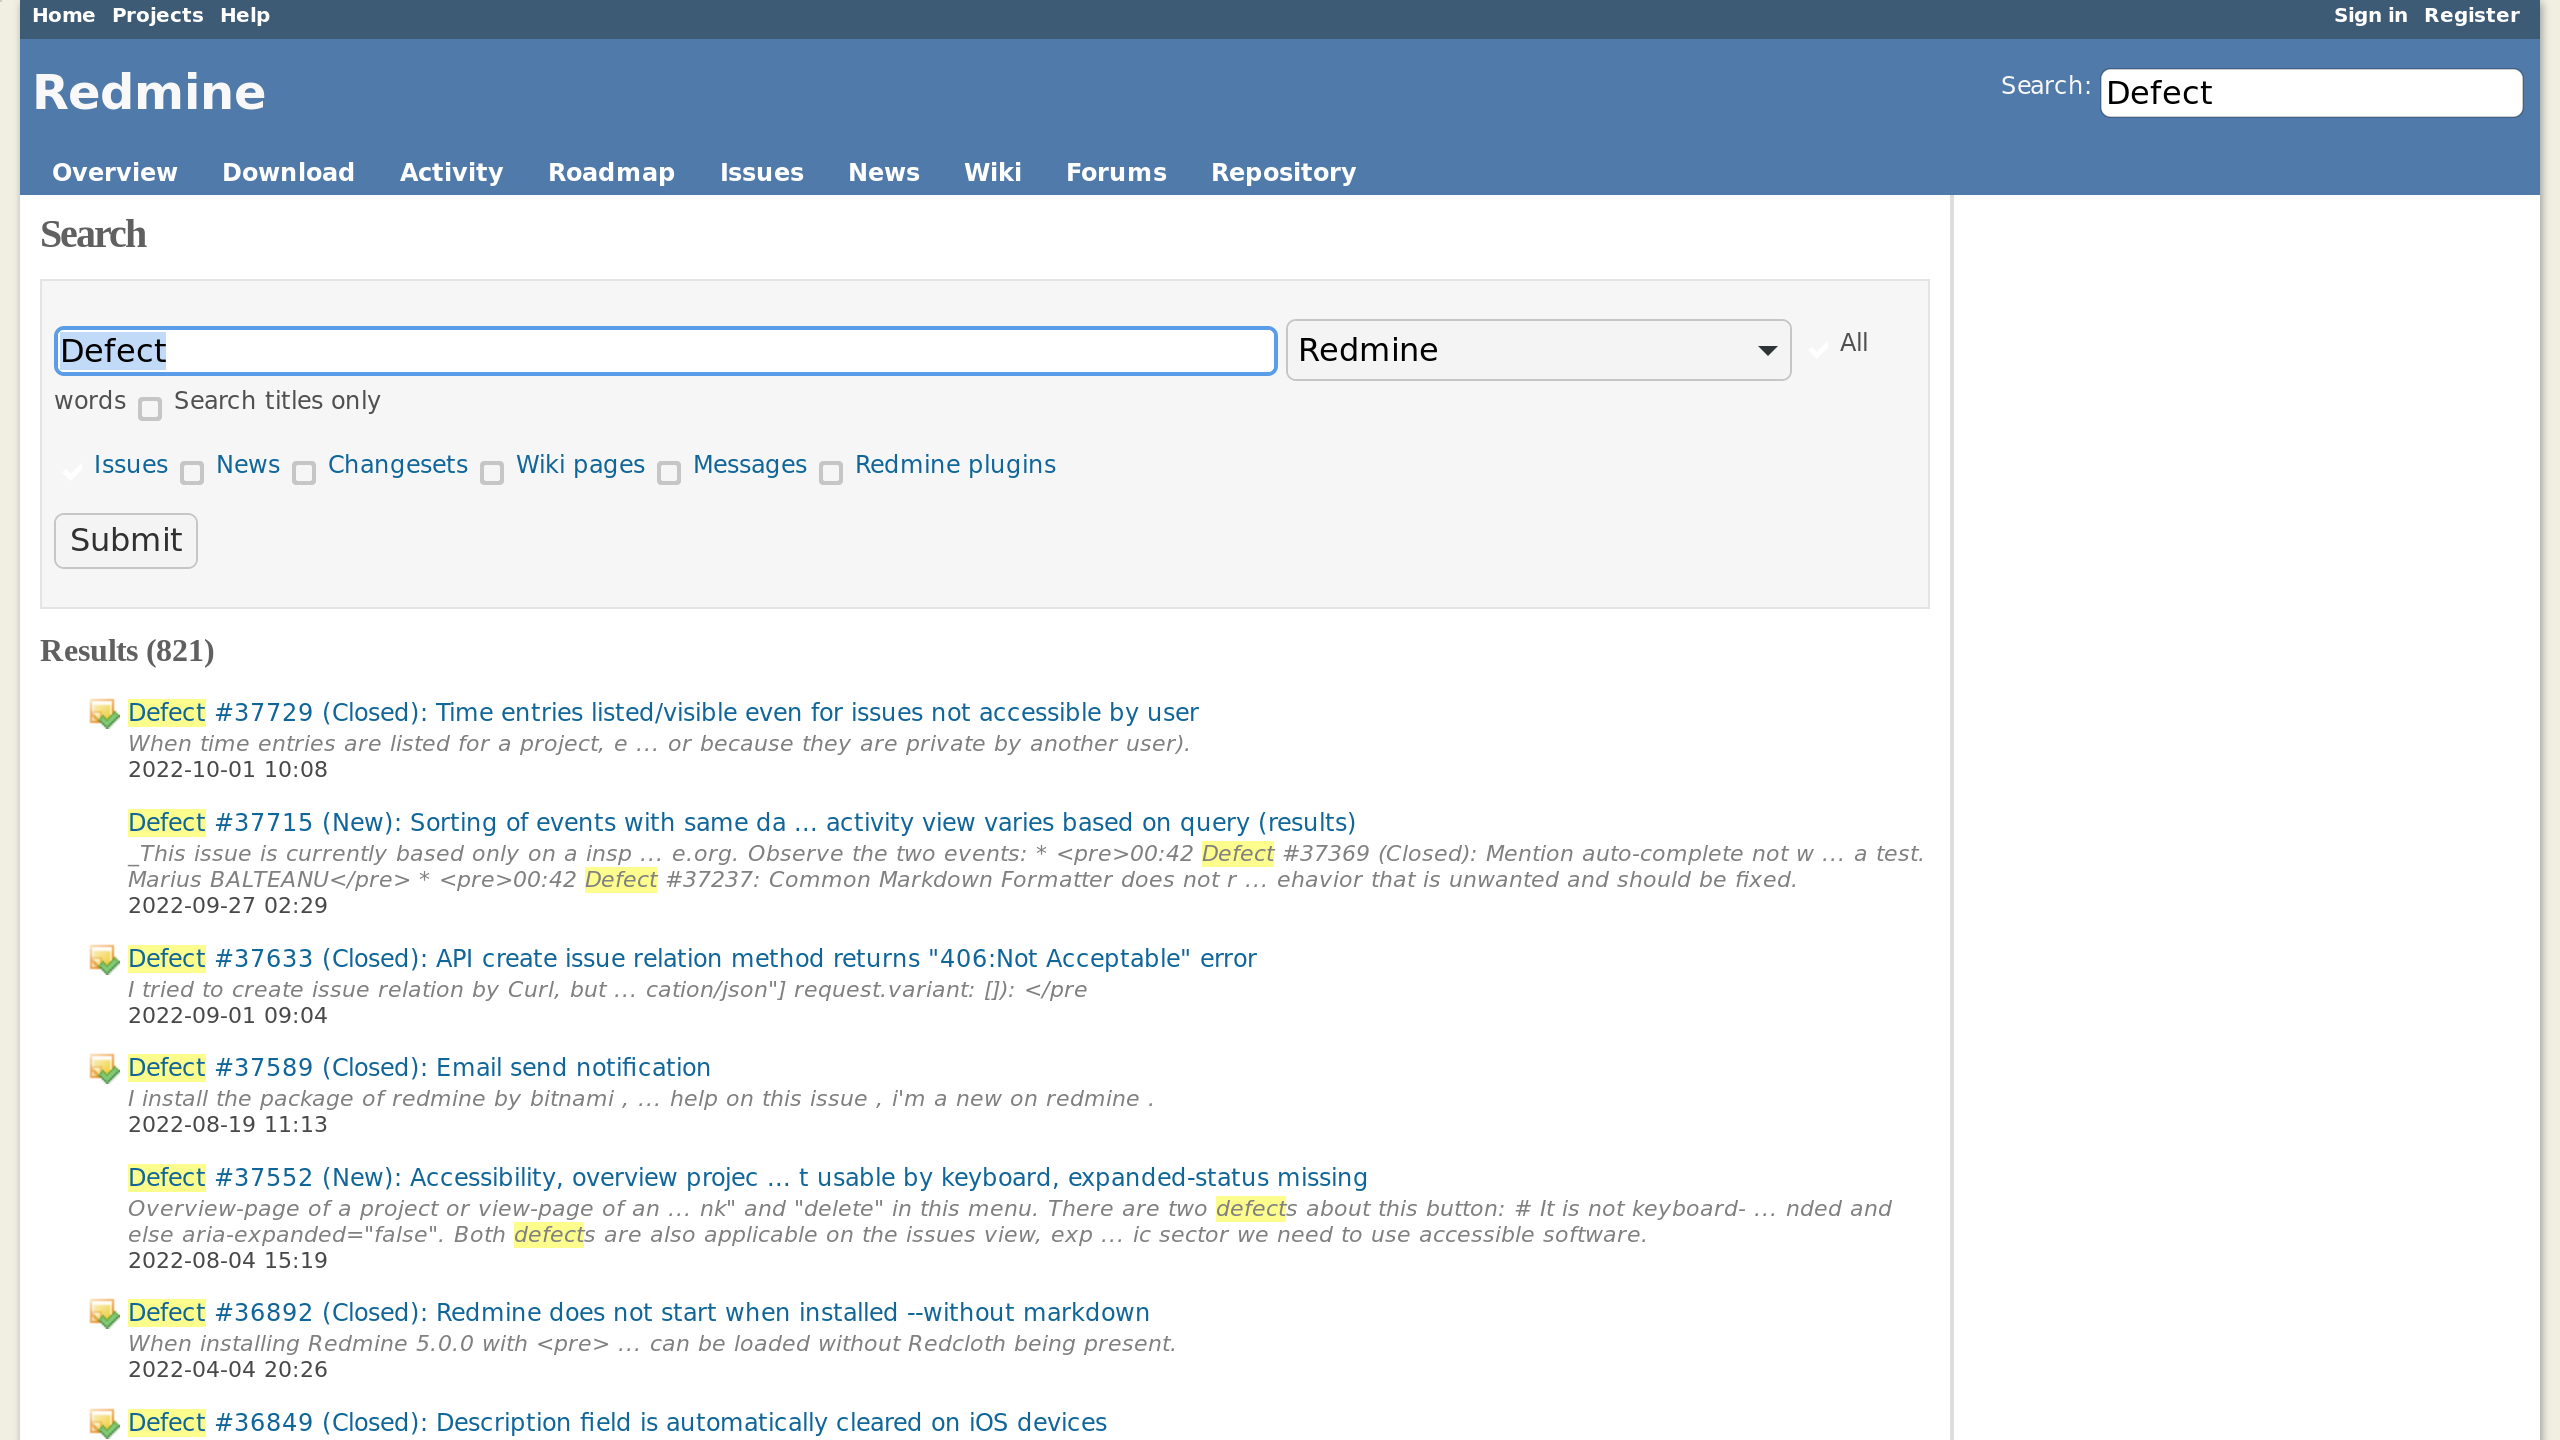 Home Projects Help Sign in Register
Redmine
Search: Defect
Overview Download Activity Roadmap Issues News Wiki Forums Repository
Search
Defect Redmine All
words Search titles only
Issues News Changesets Wiki pages Messages Redmine plugins
Submit
Results (821)
Defect #37729 (Closed): Time entries listed/visible even for issues not accessible by user
When time entries are listed for a project, e ... or because they are private by another user).
2022-10-01 10:08
Defect #37715 (New): Sorting of events with same da ... activity view varies based on query (results)
_This issue is currently based only on a insp ... e.org. Observe the two events: * <pre>00:42 Defect #37369 (Closed): Mention auto-complete not w ... a test.
Marius BALTEANU</pre> * <pre>00:42 Defect #37237: Common Markdown Formatter does not r ... ehavior that is unwanted and should be fixed.
2022-09-27 02:29
Defect #37633 (Closed): API create issue relation method returns "406:Not Acceptable" error
I tried to create issue relation by Curl, but ... cation/json"] request.variant: []): </pre
2022-09-01 09:04
Defect #37589 (Closed): Email send notification
I install the package of redmine by bitnami , ... help on this issue , i'm a new on redmine .
2022-08-19 11:13
Defect #37552 (New): Accessibility, overview projec ... t usable by keyboard, expanded-status missing
Overview-page of a project or view-page of an ... nk" and "delete" in this menu. There are two defects about this button: # It is not keyboard- ... nded and
else aria-expanded="false". Both defects are also applicable on the issues view, exp ... ic sector we need to use accessible software.
2022-08-04 15:19
Defect #36892 (Closed): Redmine does not start when installed --without markdown
When installing Redmine 5.0.0 with <pre> ... can be loaded without Redcloth being present.
2022-04-04 20:26
Defect #36849 (Closed): Description field is automatically cleared on iOS devices